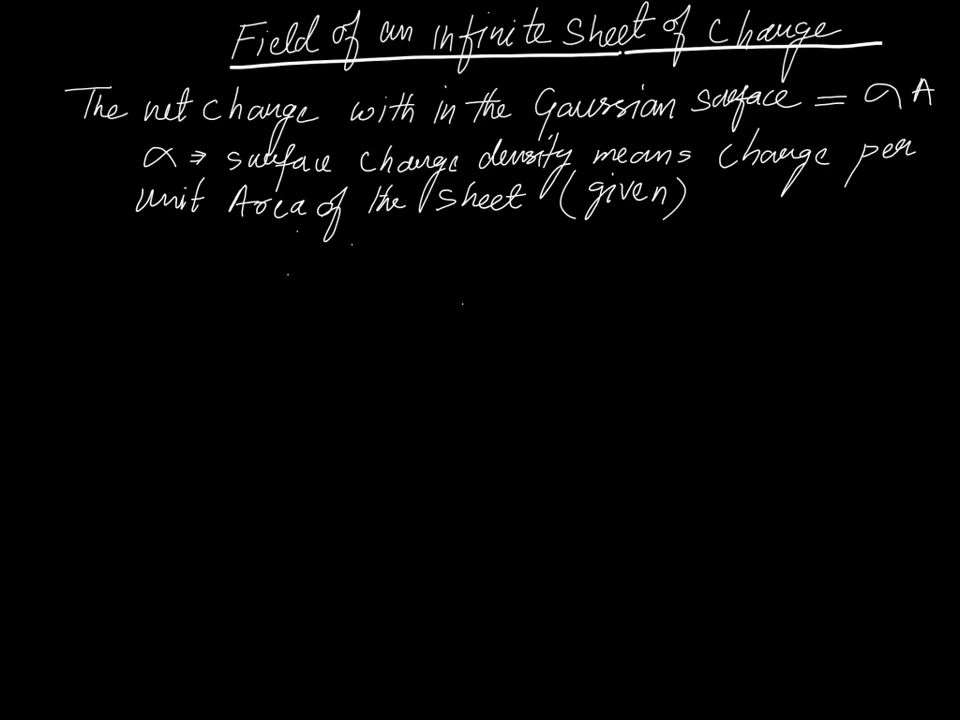 Field of an infinite sheet of charge
The net charge with in the Gaussian surface = σA
σ ⇒ surface charge density means charge per
unit Area of the sheet (given)